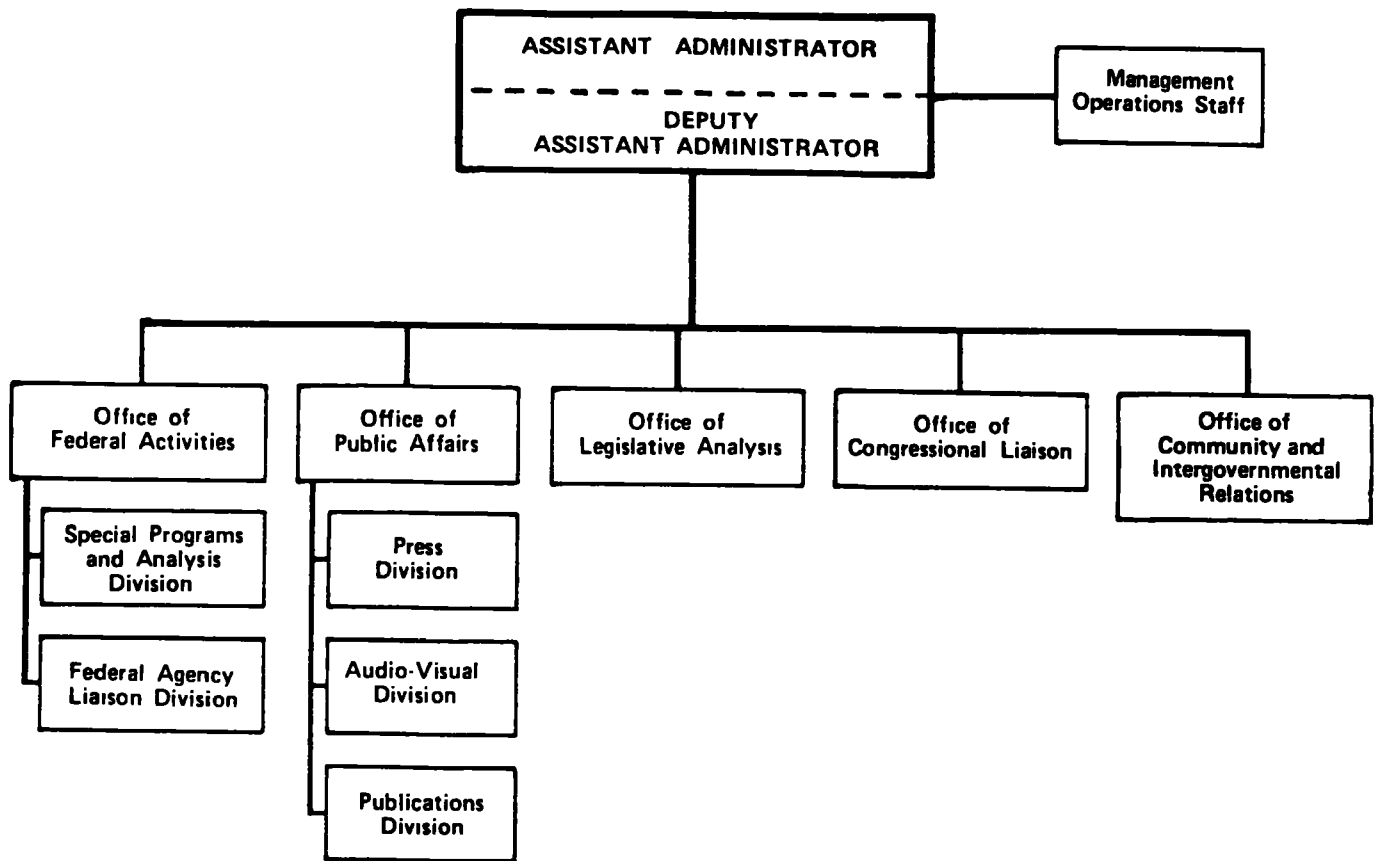 ASSISTANT ADMINISTRATOR
DEPUTY
ASSISTANT ADMINISTRATOR
Management
Operations Staff
Office of
Federal Activities
Office of
Public Affairs
Office of
Legislative Analysis
Office of
Congressional Liaison
Office of
Community and
Intergovernmental
Relations
Special Programs
and Analysis
Division
Federal Agency
Liaison Division
Press
Division
Audio-Visual
Division
Publications
Division